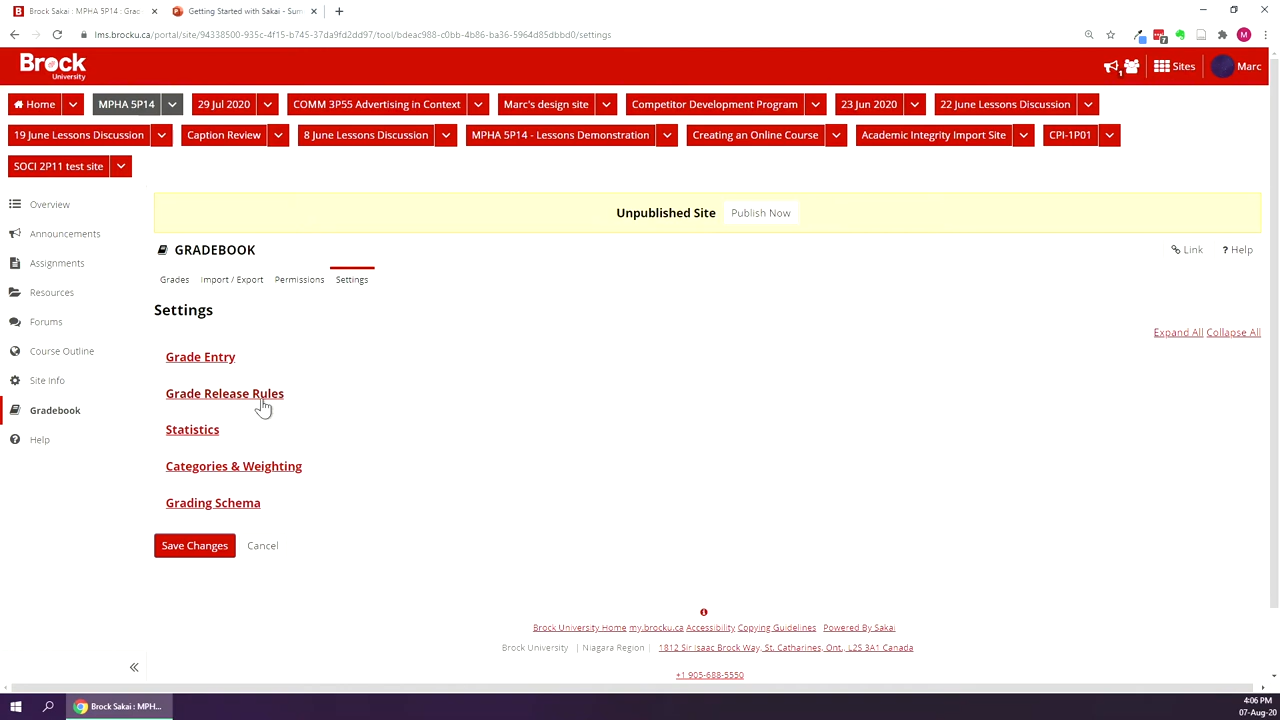 Brock Sakai : MPHA 5P14 : Grad
Getting Started with Sakai - Sum
lms.brocku.ca/portal/site/94338500-935c-4f15-b745-37da9fd2dd97/tool/bdeac988-c0bb-4b86-ba36-5964d85dbbd0/settings
Brock
University
1
Sites
Marc
Home
MPHA 5P14
29 Jul 2020
COMM 3P55 Advertising in Context
Marc's design site
Competitor Development Program
23 Jun 2020
22 June Lessons Discussion
19 June Lessons Discussion
Caption Review
8 June Lessons Discussion
MPHA 5P14 - Lessons Demonstration
Creating an Online Course
Academic Integrity Import Site
CPI-1P01
SOCI 2P11 test site
Overview
Announcements
Assignments
Resources
Forums
Course Outline
Site Info
Gradebook
Help
Unpublished Site
Publish Now
GRADEBOOK
Link
? Help
Grades
Import / Export
Permissions
Settings
Settings
Expand All Collapse All
Grade Entry
Grade Release Rules
Statistics
Categories & Weighting
Grading Schema
Save Changes
Cancel
Brock University Home my.brocku.ca Accessibility Copying Guidelines Powered By Sakai
Brock University | Niagara Region | 1812 Sir Isaac Brock Way, St. Catharines, Ont., L2S 3A1 Canada
+1 905-688-5550
Brock Sakai : MPH...
4:06 PM
07-Aug-20